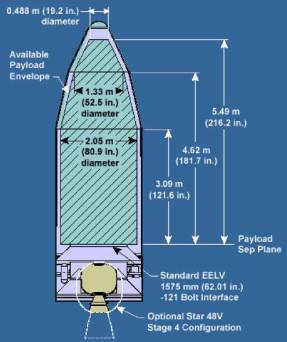 0.488 m (19.2 in.)
diameter
Available
Payload
Envelope
1.33 m
(52.5 in.)
diameter
5.49 m
(216.2 in.)
4.62 m
(181.7 in.)
2.05 m
(80.9 in.)
diameter
3.09 m
(121.6 in.)
Payload
Sep Plane
Standard EELV
1575 mm (62.01 in.)
-121 Bolt Interface
Optional Star 48V
Stage 4 Configuration